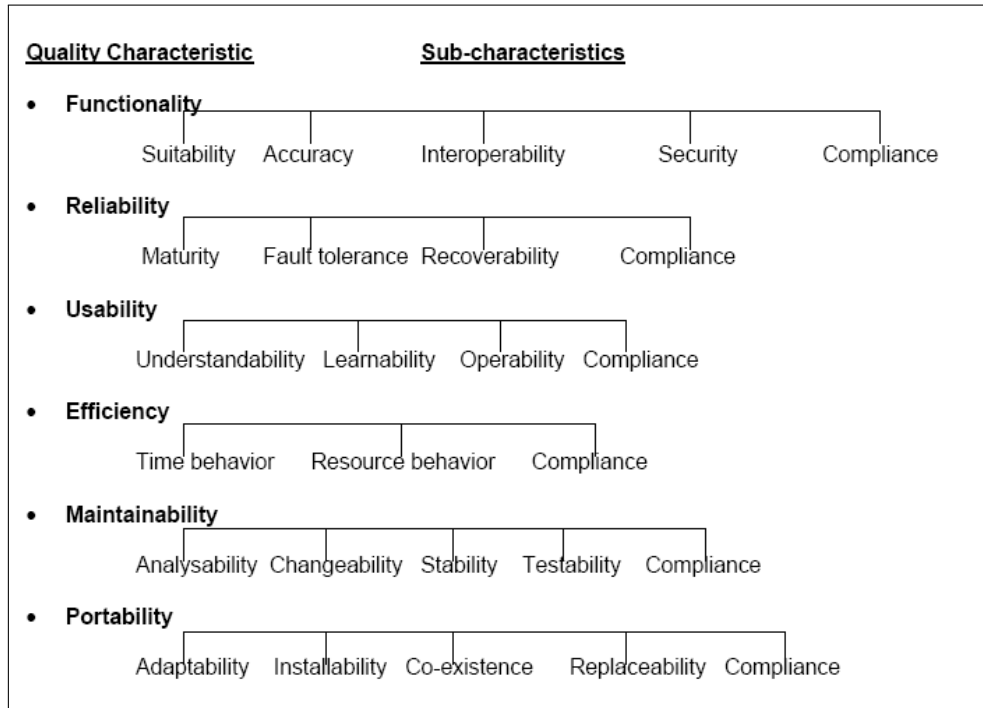 Quality Characteristic Sub-characteristics
• Functionality
Suitability Accuracy Interoperability Security Compliance
• Reliability
Maturity Fault tolerance Recoverability Compliance
• Usability
Understandability Learnability Operability Compliance
• Efficiency
Time behavior Resource behavior Compliance
• Maintainability
Analysability Changeability Stability Testability Compliance
• Portability
Adaptability Installability Co-existence Replaceability Compliance